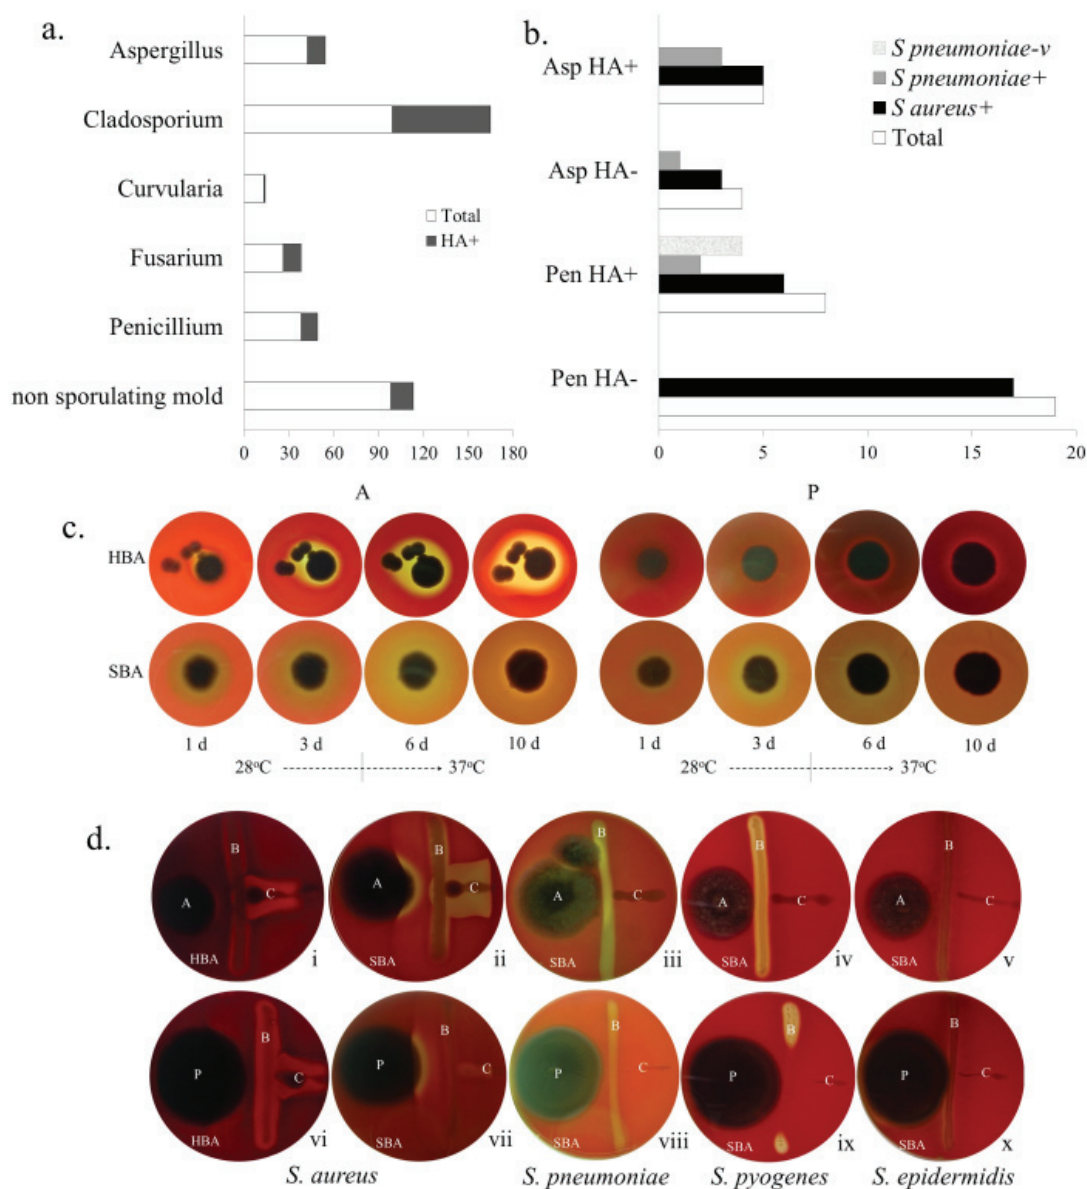 a.
Aspergillus
Cladosporium
Curvularia
Fusarium
Penicillium
non sporulating mold
Total
HA+
0 30 60 90 120 150 180
b.
S pneumoniae-v
S pneumoniae+
S aureus+
Total
Asp HA+
Asp HA-
Pen HA+
Pen HA-
0 5 10 15 20
A P
c.
HBA
SBA
1 d 3 d 6 d 10 d 1 d 3 d 6 d 10 d
28°C 37°C 28°C 37°C
d.
A B C HBA i
A B C SBA ii
A B C SBA iii
A B C SBA iv
A B C SBA v
P B C HBA vi
P B C SBA vii
P B C SBA viii
P B C SBA ix
P B C SBA x
S. aureus S. pneumoniae S. pyogenes S. epidermidis